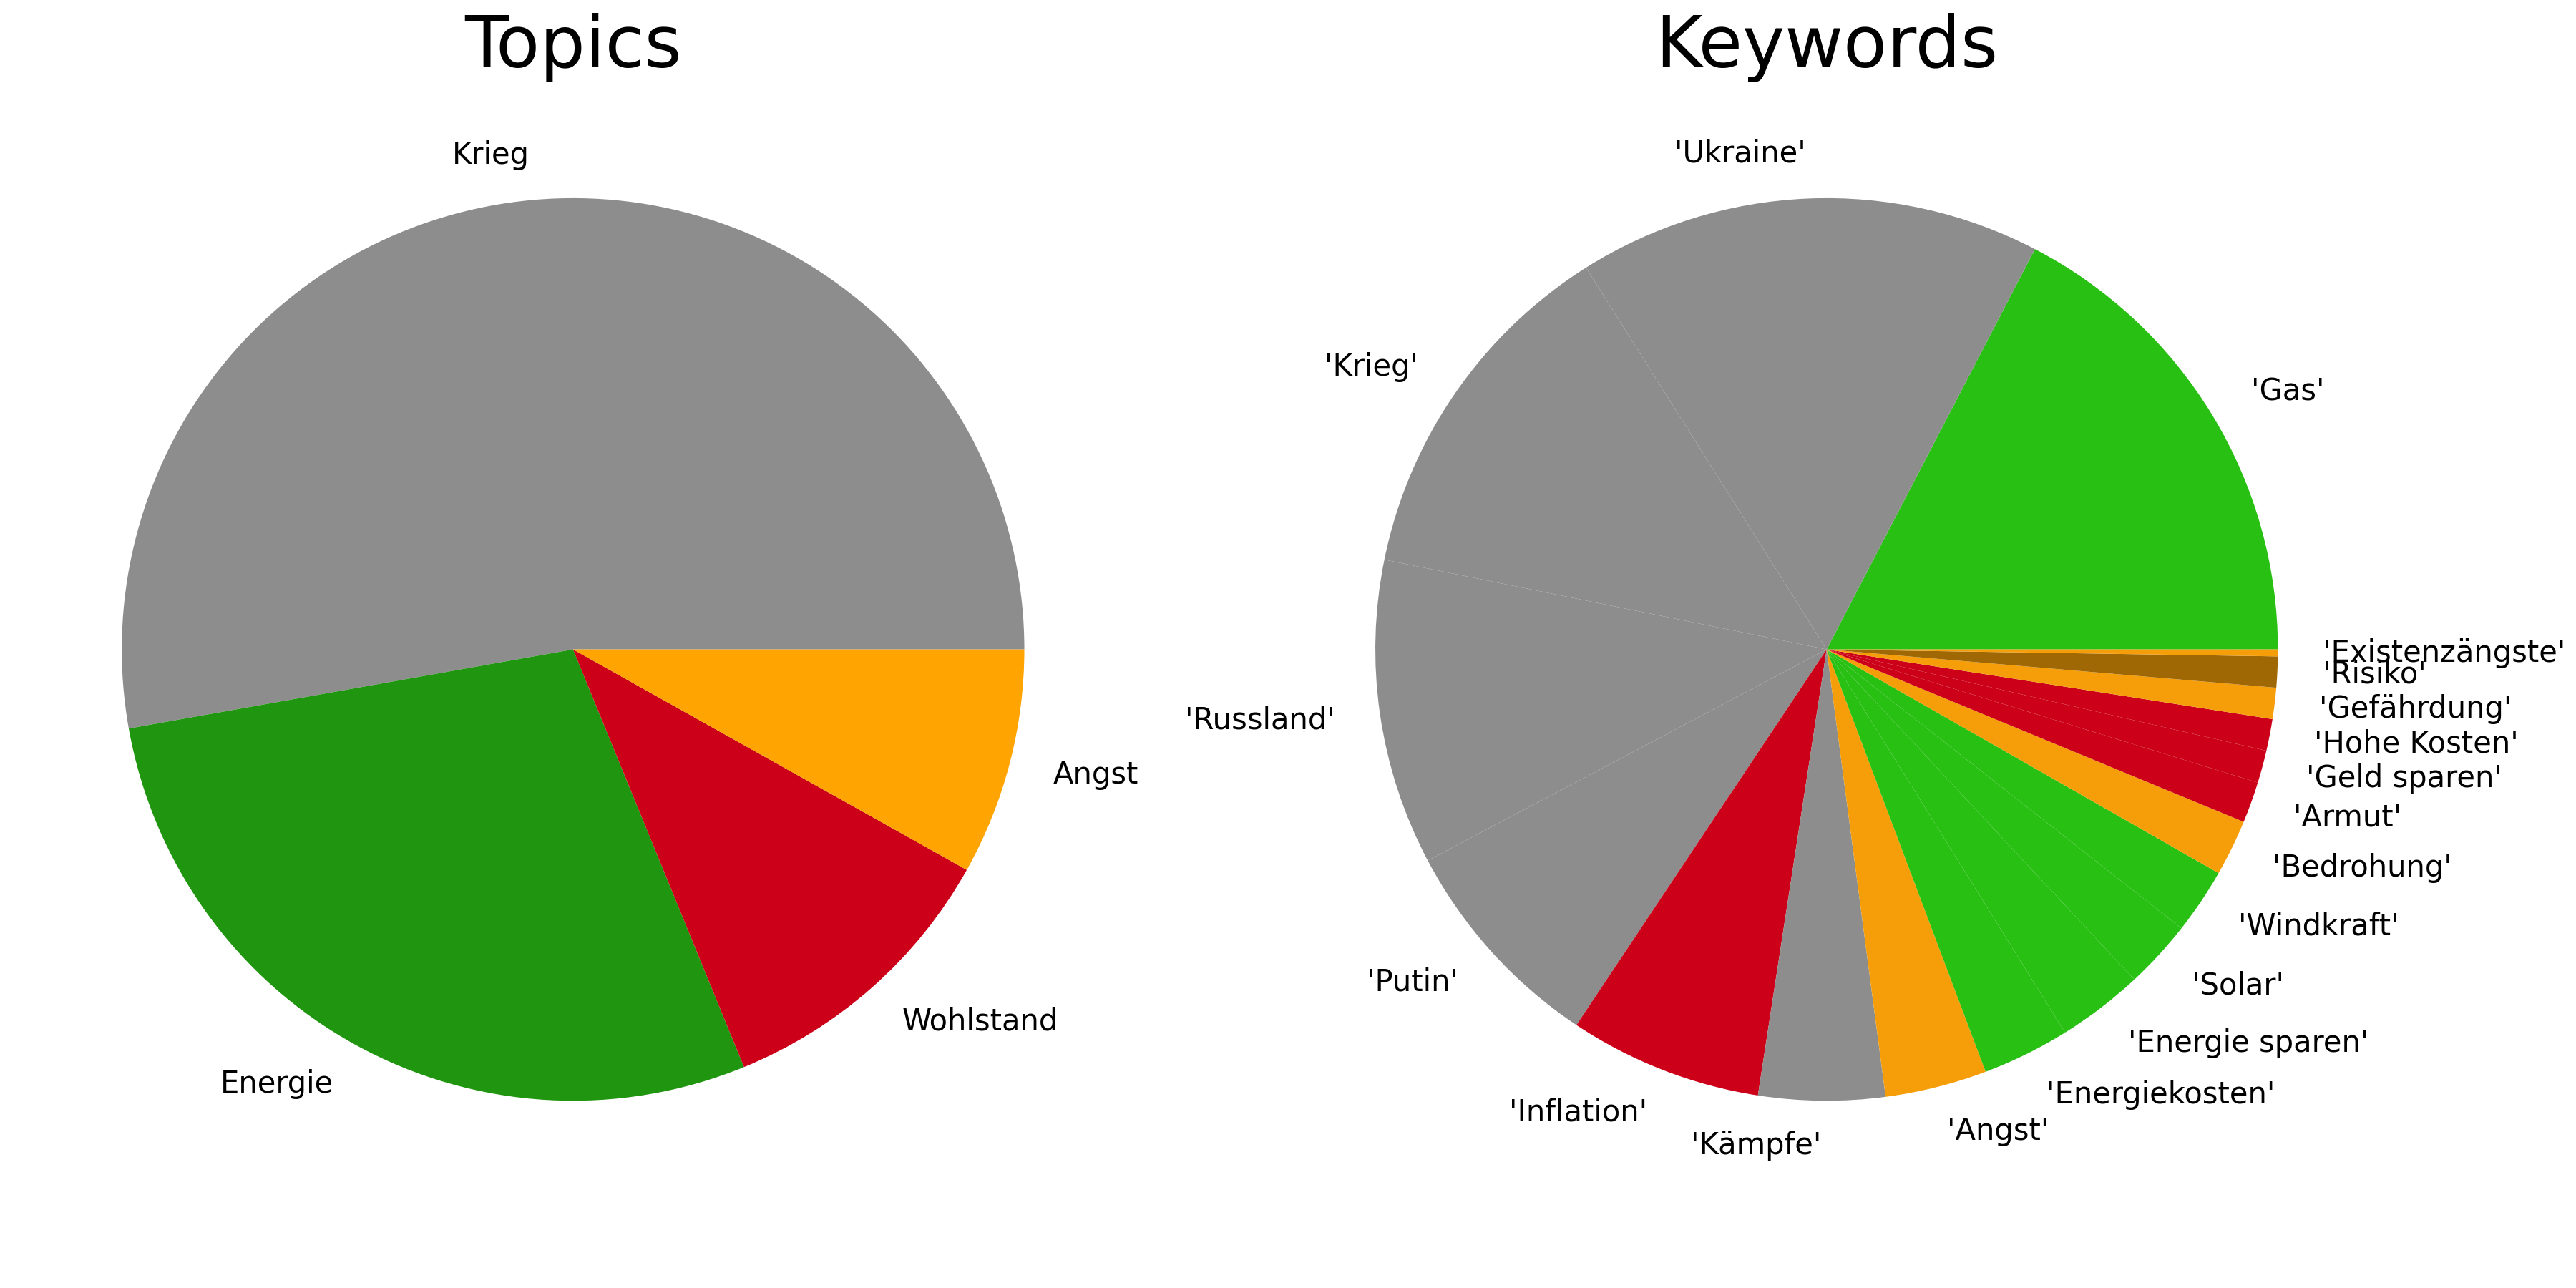 Topics
Krieg
Energie
Wohlstand
Angst
Keywords
'Gas'
'Ukraine'
'Krieg'
'Russland'
'Putin'
'Inflation'
'Kämpfe'
'Angst'
'Energiekosten'
'Energie sparen'
'Solar'
'Windkraft'
'Bedrohung'
'Armut'
'Geld sparen'
'Hohe Kosten'
'Gefährdung'
'Risiko'
'Existenzängste'